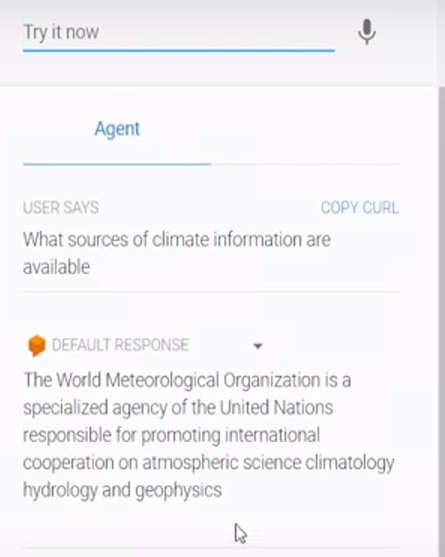 Try it now
Agent
USER SAYS
COPY CURL
What sources of climate information are
available
DEFAULT RESPONSE
The World Meteorological Organization is a
specialized agency of the United Nations
responsible for promoting international
cooperation on atmospheric science climatology
hydrology and geophysics